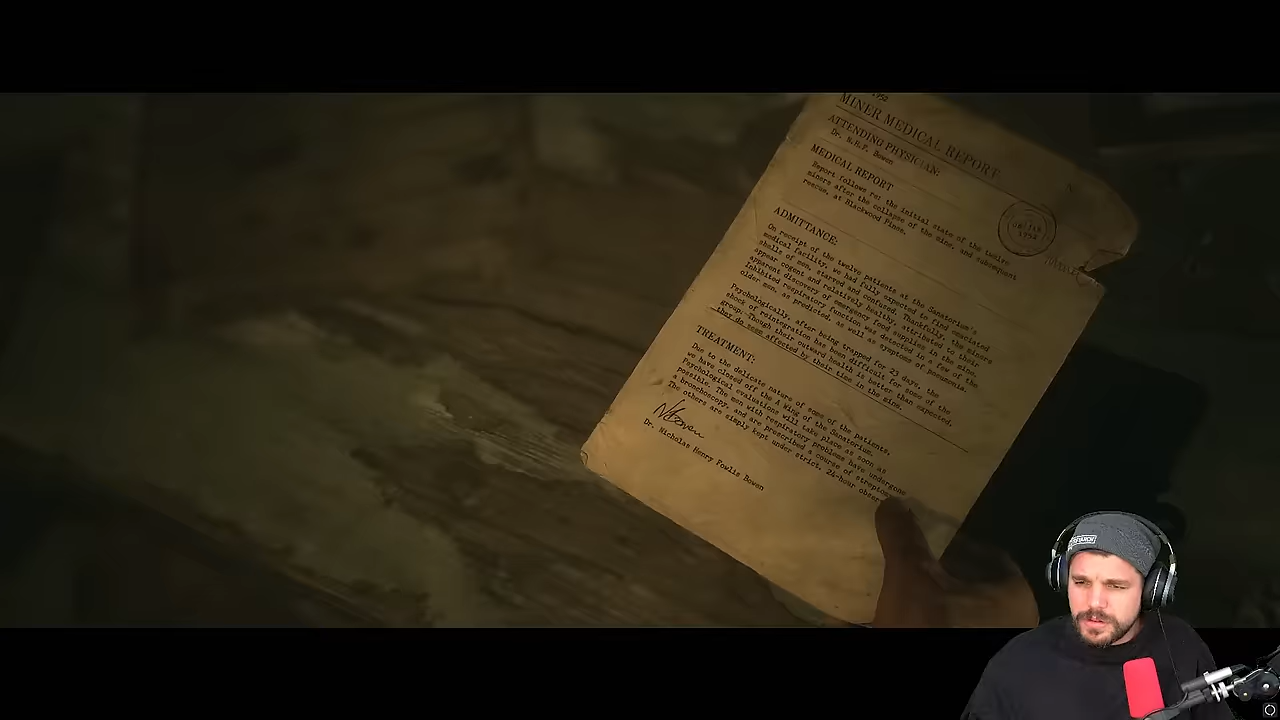 1952
MINER MEDICAL REPORT
ATTENDING PHYSICIAN:
Dr. N.H.F. Bowen
MEDICAL REPORT
Report follows re: the initial state of the twelve
miners after the collapse of the mine, and subsequent
rescue, at Blackwood Pines.
1952
ADMITTANCE:
On receipt of the twelve patients at the Sanatorium's
medical facility, we had fully expected to find emaciated
shells of men, starved and confused. Thankfully, the miners
appear cogent and relatively healthy, attributed to their
apparent discovery of emergency food supplies in the mine.
Inhibited respiratory function was detected in a few of the
older men, as predicted, as well as symptoms of pneumonia.
Psychologically, after being trapped for 23 days, the
shock of reintegration has been difficult for some of the
group. Though their outward health is better than expected,
they do seem affected by their time in the mine.
TREATMENT:
Due to the delicate nature of some of the patients,
we have closed off the A Wing of the Sanatorium.
Psychological evaluations will take place as soon as
possible. The men with respiratory problems have undergone
a bronchoscopy, and are prescribed a course of
The others are simply kept under strict, 24-hour
NBowen
Dr. Nicholas Henry Fowlis Bowen